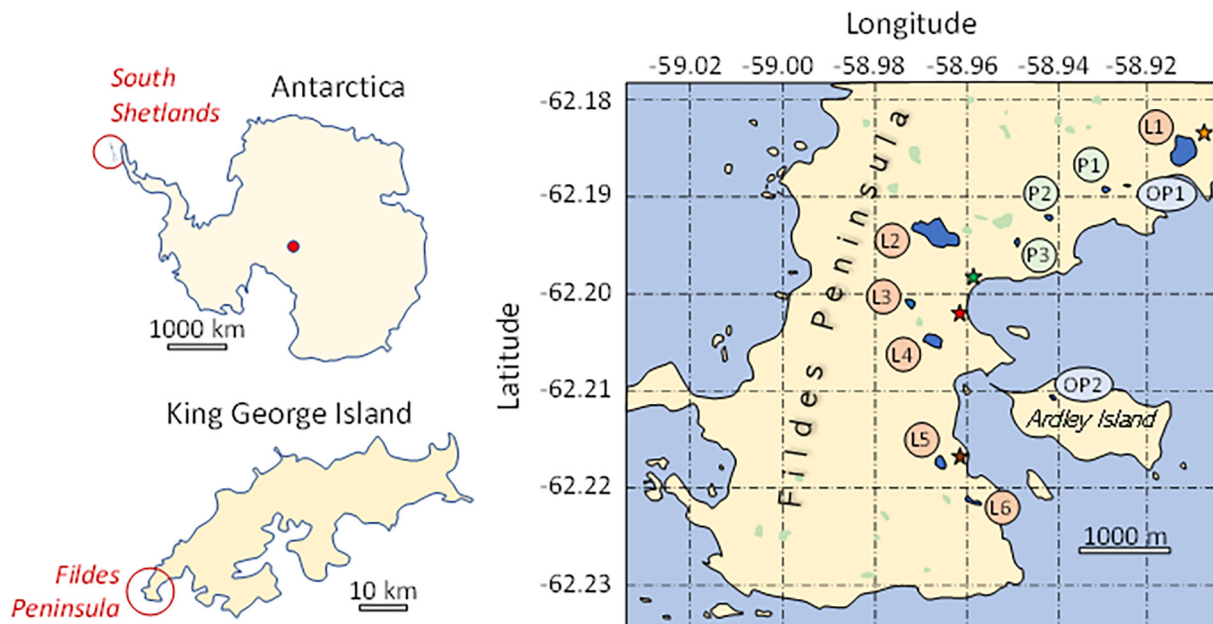 South
Shetlands
Antarctica
1000 km
King George Island
Fildes
Peninsula
10 km
Longitude
-59.02 -59.00 -58.98 -58.96 -58.94 -58.92
Latitude
-62.18
-62.19
-62.20
-62.21
-62.22
-62.23
Fildes Peninsula
L1
P1
P2
OP1
L2
P3
L3
L4
OP2
Ardley Island
L5
L6
1000 m